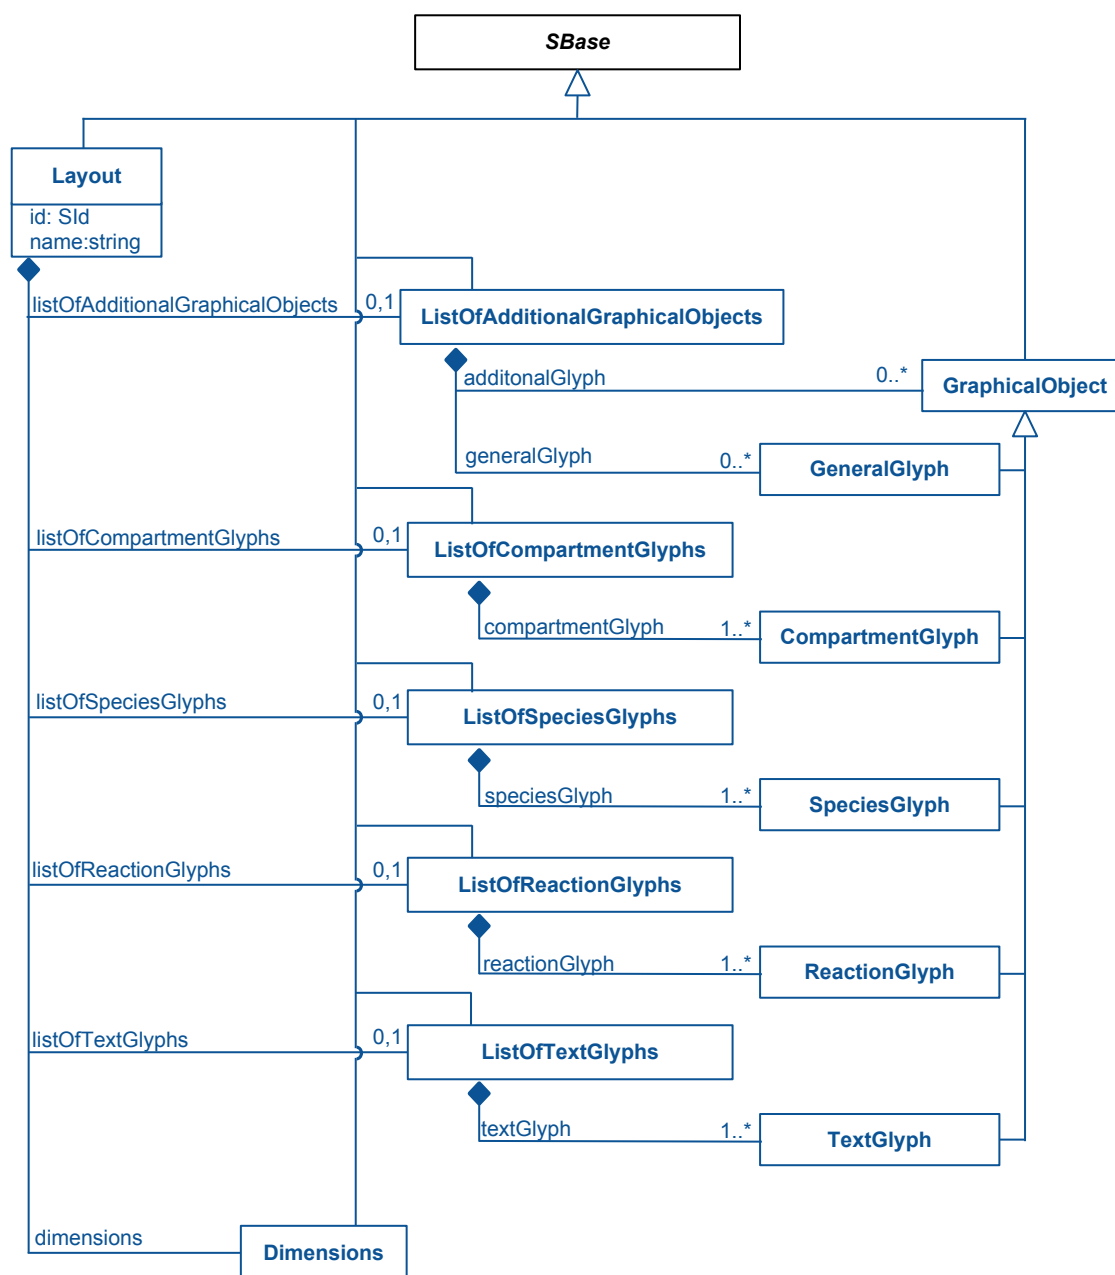 SBase
Layout
id: SId
name:string
listOfAdditionalGraphicalObjects 0,1
ListOfAdditionalGraphicalObjects
additonalGlyph 0..*
GraphicalObject
generalGlyph 0..*
GeneralGlyph
listOfCompartmentGlyphs 0,1
ListOfCompartmentGlyphs
compartmentGlyph 1..*
CompartmentGlyph
listOfSpeciesGlyphs 0,1
ListOfSpeciesGlyphs
speciesGlyph 1..*
SpeciesGlyph
listOfReactionGlyphs 0,1
ListOfReactionGlyphs
reactionGlyph 1..*
ReactionGlyph
listOfTextGlyphs 0,1
ListOfTextGlyphs
textGlyph 1..*
TextGlyph
dimensions
Dimensions